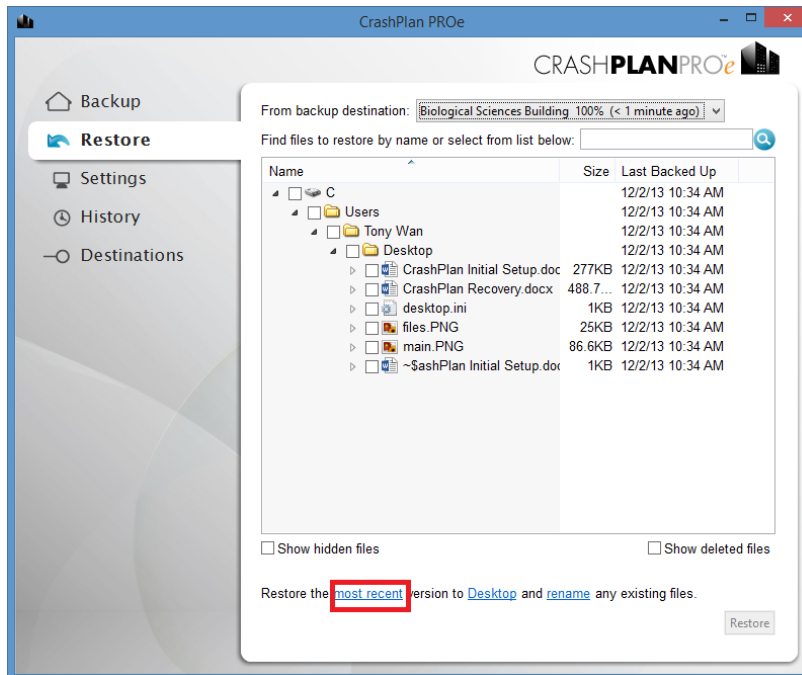 CrashPlan PROe
CRASHPLANPROe™
Backup
Restore
Settings
History
Destinations
From backup destination: Biological Sciences Building 100% (< 1 minute ago)
Find files to restore by name or select from list below:
Name Size Last Backed Up
C 12/2/13 10:34 AM
Users 12/2/13 10:34 AM
Tony Wan 12/2/13 10:34 AM
Desktop 12/2/13 10:34 AM
CrashPlan Initial Setup.doc 277KB 12/2/13 10:34 AM
CrashPlan Recovery.docx 488.7... 12/2/13 10:34 AM
desktop.ini 1KB 12/2/13 10:34 AM
files.PNG 25KB 12/2/13 10:34 AM
main.PNG 86.6KB 12/2/13 10:34 AM
~$ashPlan Initial Setup.doc 1KB 12/2/13 10:34 AM
Show hidden files Show deleted files
Restore the most recent version to Desktop and rename any existing files.
Restore